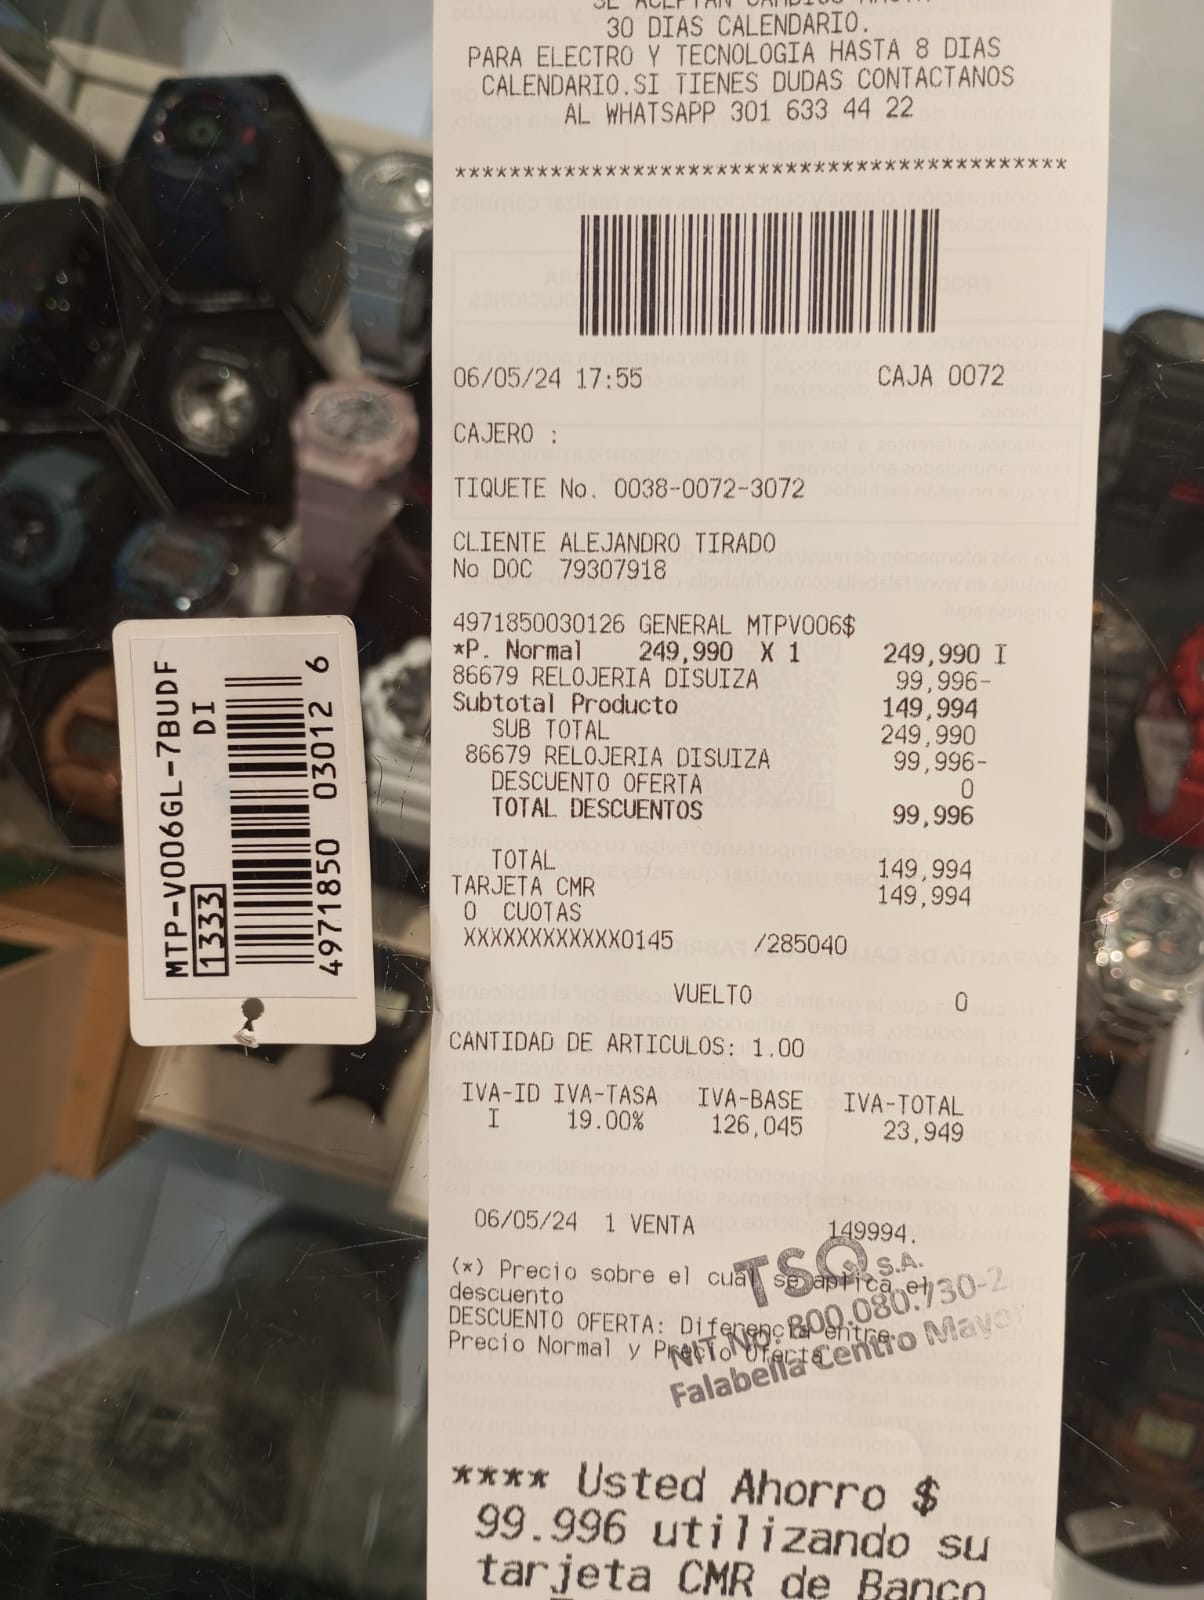 30 DIAS CALENDARIO.
PARA ELECTRO Y TECNOLOGIA HASTA 8 DIAS
CALENDARIO.SI TIENES DUDAS CONTACTANOS
AL WHATSAPP 301 633 44 22
*********************************************
06/05/24 17:55 CAJA 0072
CAJERO :
TIQUETE No. 0038-0072-3072
CLIENTE ALEJANDRO TIRADO
No DOC 79307918
4971850030126 GENERAL MTPV006$
*P. Normal 249,990 X 1 249,990 I
86679 RELOJERIA DISUIZA 99,996-
Subtotal Producto 149,994
SUB TOTAL 249,990
86679 RELOJERIA DISUIZA 99,996-
DESCUENTO OFERTA 0
TOTAL DESCUENTOS 99,996
TOTAL 149,994
TARJETA CMR 149,994
0 CUOTAS
XXXXXXXXXXXX0145 /285040
VUELTO 0
CANTIDAD DE ARTICULOS: 1.00
IVA-ID IVA-TASA IVA-BASE IVA-TOTAL
I 19.00% 126,045 23,949
06/05/24 1 VENTA 149994.
(*) Precio sobre el cual se aplica el
descuento
DESCUENTO OFERTA: Diferencia entre
Precio Normal y Precio Oferta
TSQ S.A.
NIT No. 800.080.730-2
Falabella Centro Mayor
**** Usted Ahorro $
99.996 utilizando su
tarjeta CMR de Banco
MTP-V006GL-7BUDF
DI
1333
4971850 03012 6